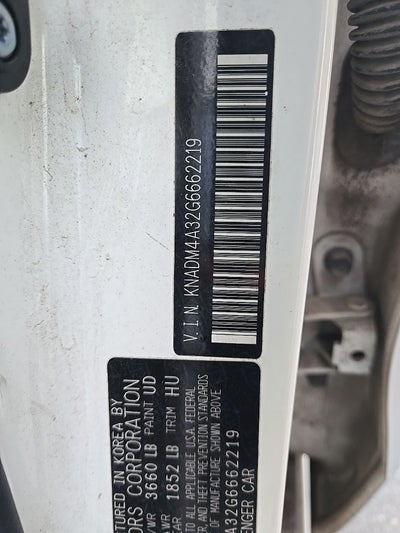 V.I.N. KNADM4A32G6662219
TURED IN KOREA BY
ORS CORPORATION
3660 LB PAINT UD
1852 LB TRIM HU
APPLICABLE U.S.A. FEDERAL
AND THEFT PREVENTION STANDARDS
OF MANUFACTURE SHOWN ABOVE
A32G6662219
ENGER CAR